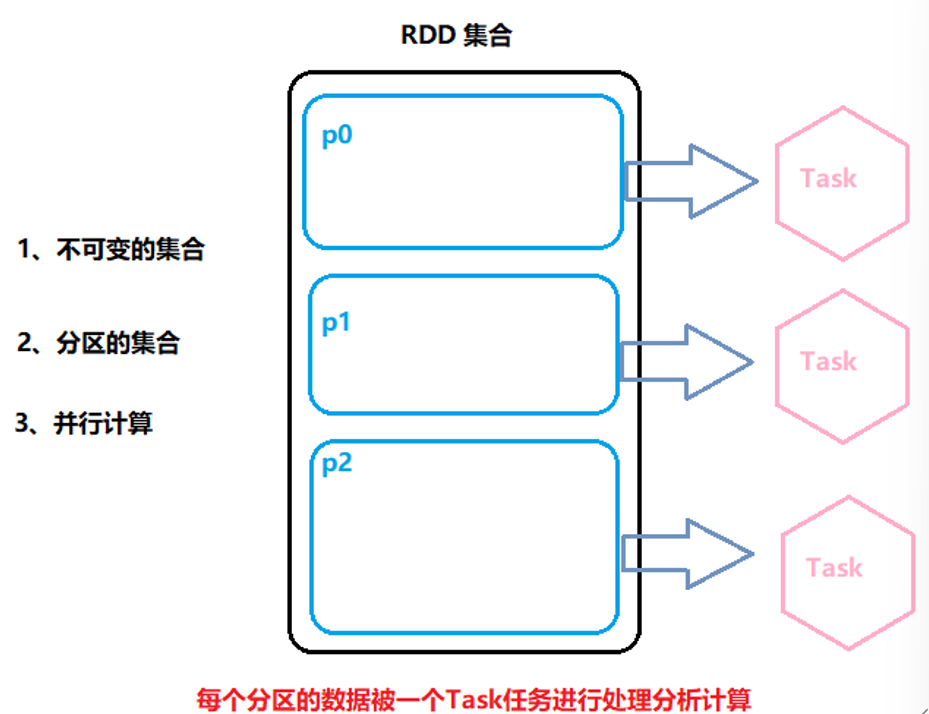 RDD 集合
p0
Task
1、不可变的集合
p1
2、分区的集合
Task
3、并行计算
p2
Task
每个分区的数据被一个Task任务进行处理分析计算